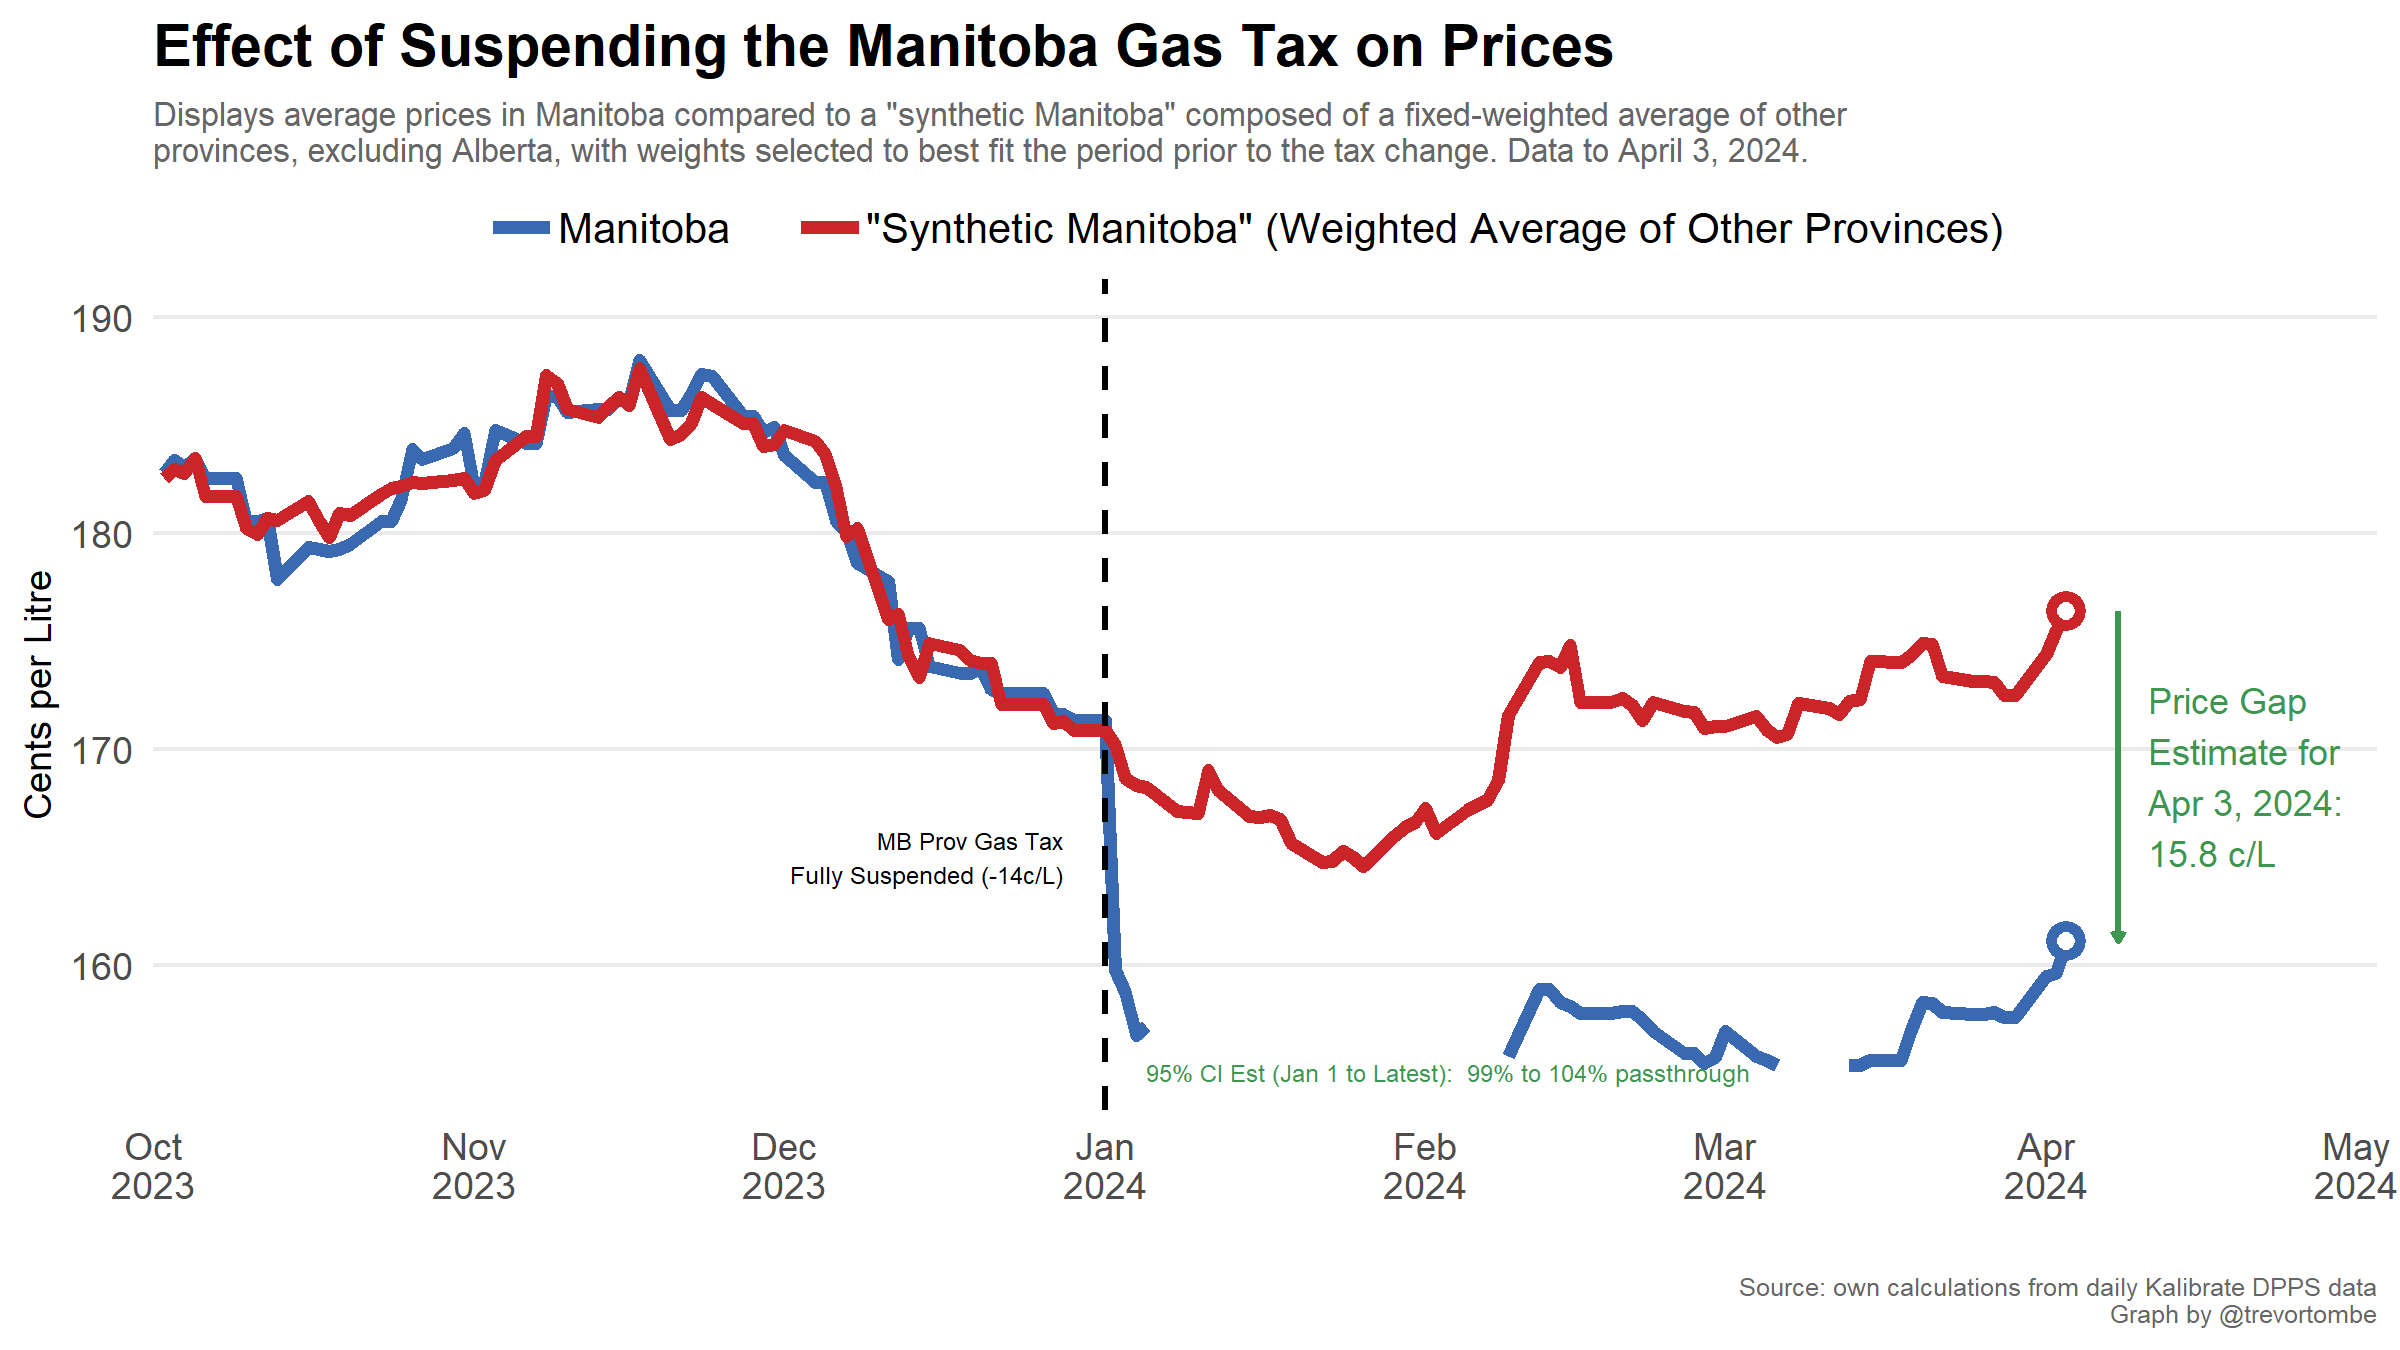 Effect of Suspending the Manitoba Gas Tax on Prices
Displays average prices in Manitoba compared to a "synthetic Manitoba" composed of a fixed-weighted average of other
provinces, excluding Alberta, with weights selected to best fit the period prior to the tax change. Data to April 3, 2024.
Manitoba
"Synthetic Manitoba" (Weighted Average of Other Provinces)
Cents per Litre
190
180
170
160
MB Prov Gas Tax
Fully Suspended (-14c/L)
Price Gap
Estimate for
Apr 3, 2024:
15.8 c/L
95% CI Est (Jan 1 to Latest):  99% to 104% passthrough
Oct Nov Dec Jan Feb Mar Apr May
2023 2023 2023 2024 2024 2024 2024 2024
Source: own calculations from daily Kalibrate DPPS data
Graph by @trevortombe